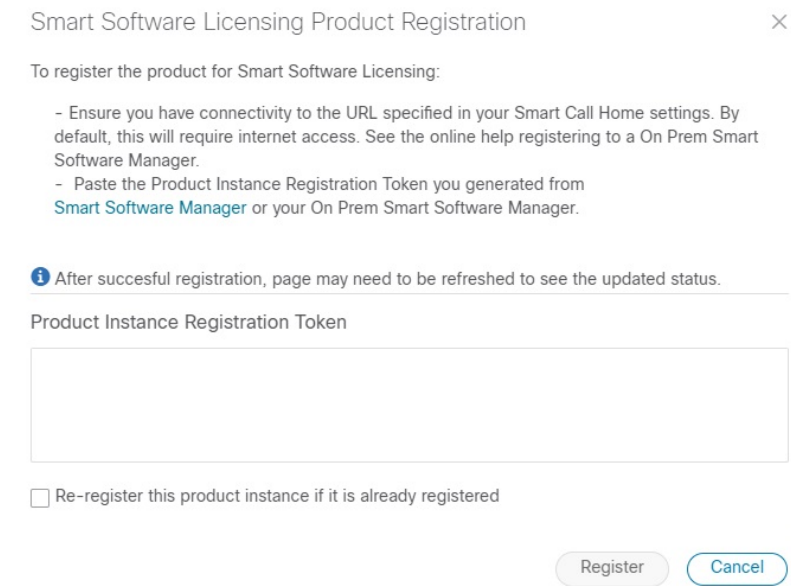 Smart Software Licensing Product Registration
To register the product for Smart Software Licensing:
- Ensure you have connectivity to the URL specified in your Smart Call Home settings. By
default, this will require internet access. See the online help registering to a On Prem Smart
Software Manager.
- Paste the Product Instance Registration Token you generated from
Smart Software Manager or your On Prem Smart Software Manager.
After succesful registration, page may need to be refreshed to see the updated status.
Product Instance Registration Token
Re-register this product instance if it is already registered
Register Cancel